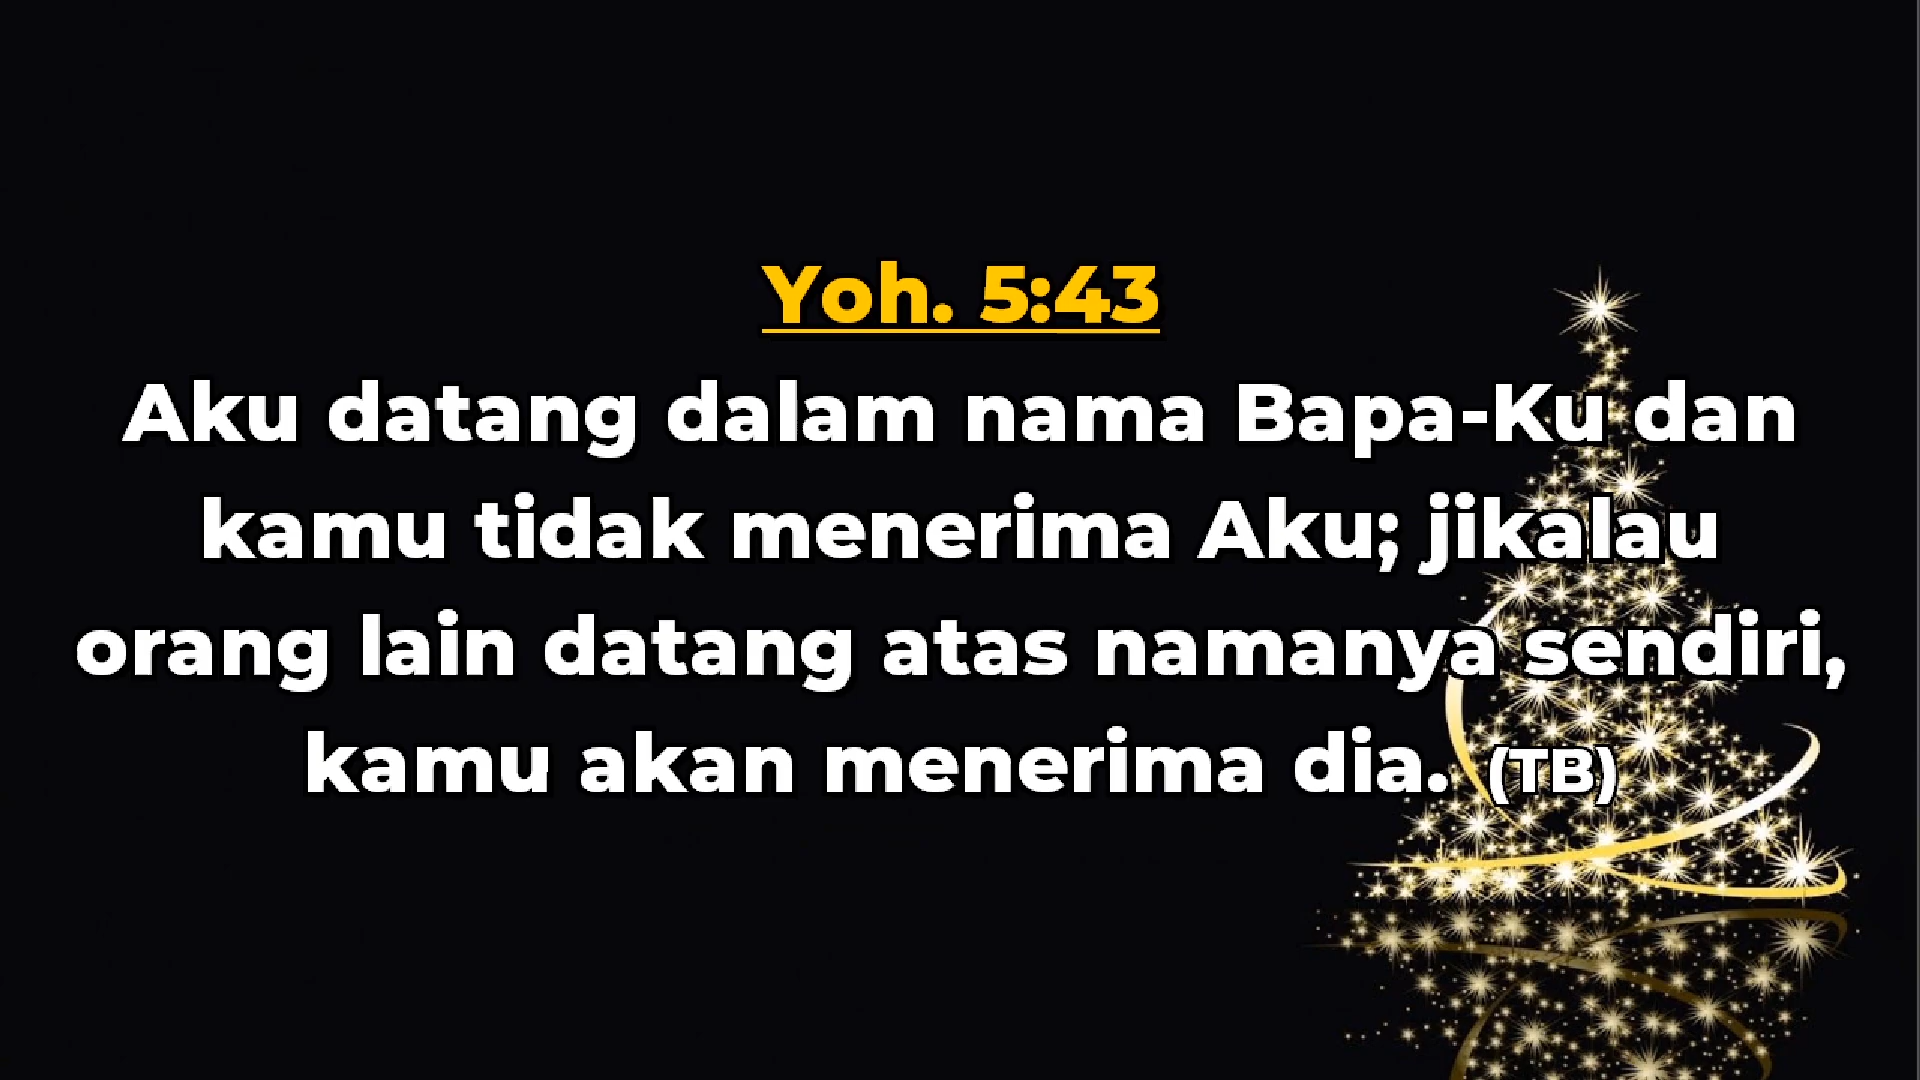 Yoh. 5:43
Aku datang dalam nama Bapa-Ku dan
kamu tidak menerima Aku; jikalau
orang lain datang atas namanya sendiri,
kamu akan menerima dia. (TB)